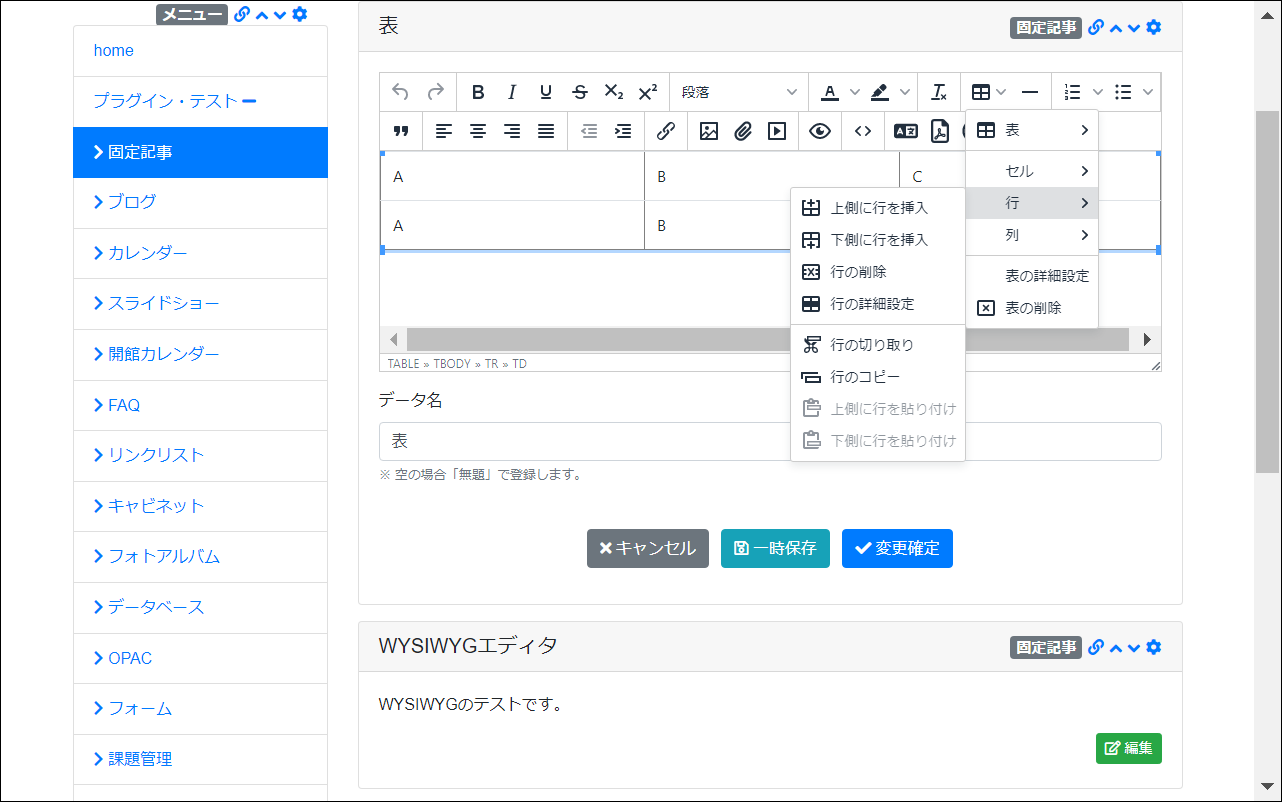 メニュー
home
プラグイン・テスト
固定記事
ブログ
カレンダー
スライドショー
開館カレンダー
FAQ
リンクリスト
キャビネット
フォトアルバム
データベース
OPAC
フォーム
課題管理
表
固定記事
B I U S X₂ X² 段落 A
表
セル
行
列
表の詳細設定
表の削除
上側に行を挿入
下側に行を挿入
行の削除
行の詳細設定
行の切り取り
行のコピー
上側に行を貼り付け
下側に行を貼り付け
A B C
A B
TABLE » TBODY » TR » TD
データ名
表
※ 空の場合「無題」で登録します。
キャンセル 一時保存 変更確定
WYSIWYGエディタ
固定記事
WYSIWYGのテストです。
編集